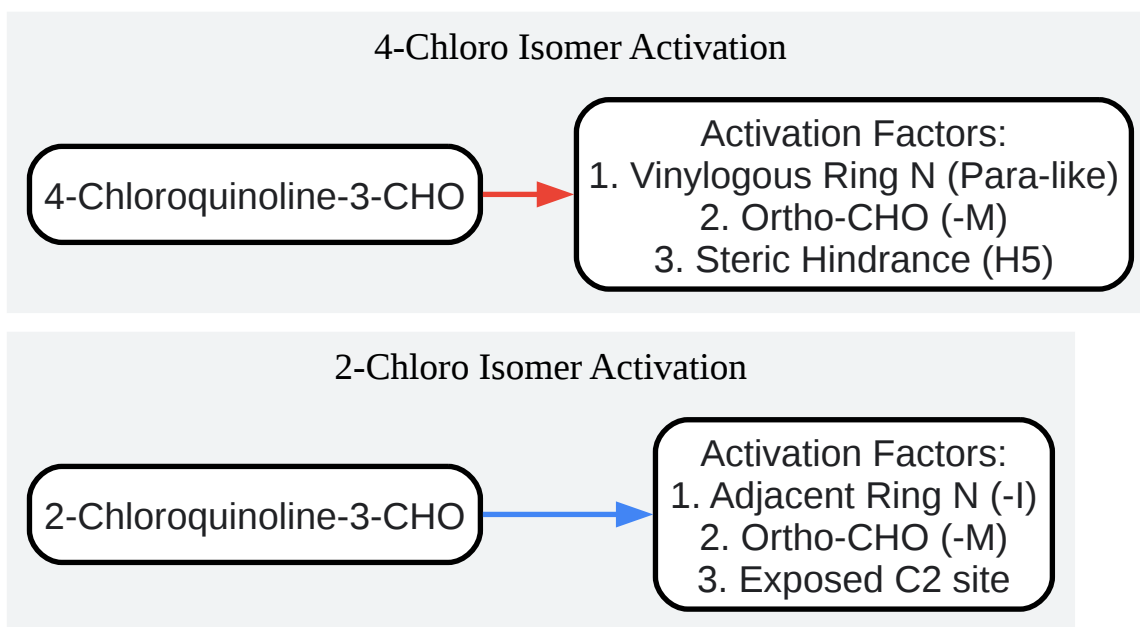 4-Chloro Isomer Activation
4-Chloroquinoline-3-CHO
Activation Factors:
1. Vinylogous Ring N (Para-like)
2. Ortho-CHO (-M)
3. Steric Hindrance (H5)
2-Chloro Isomer Activation
2-Chloroquinoline-3-CHO
Activation Factors:
1. Adjacent Ring N (-I)
2. Ortho-CHO (-M)
3. Exposed C2 site